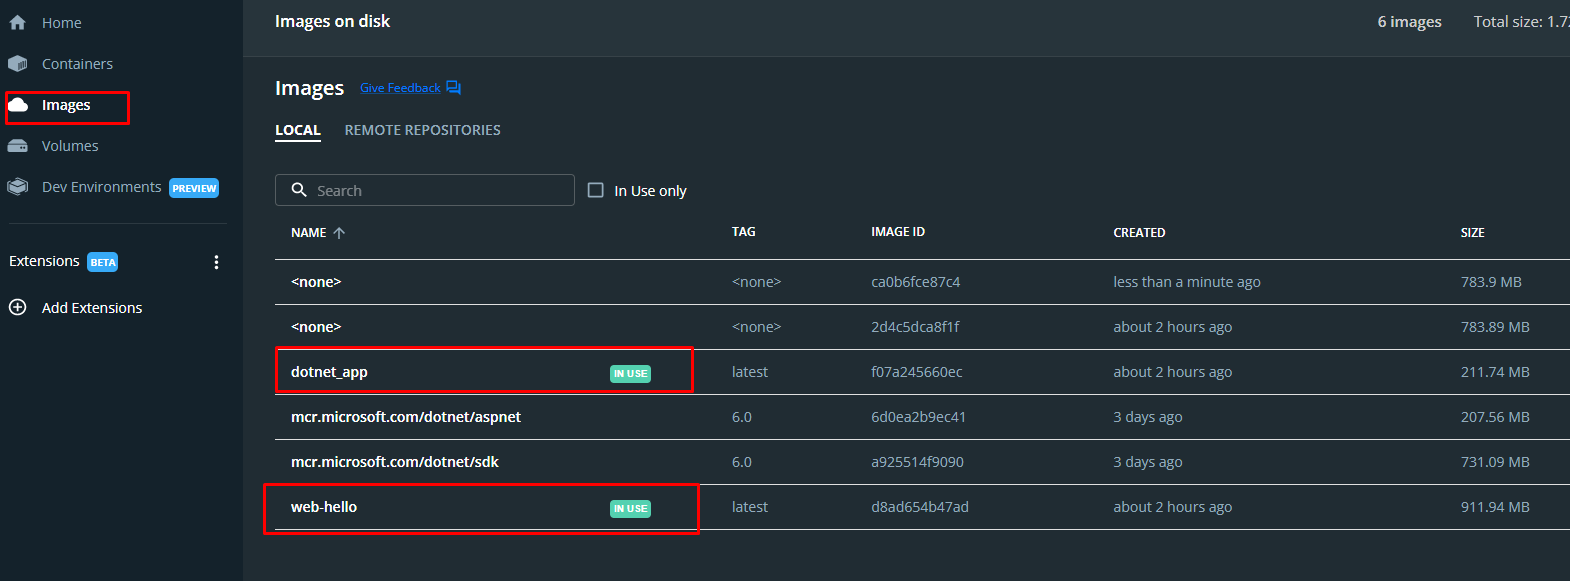 Home
Containers
Images
Volumes
Dev Environments PREVIEW
Extensions BETA
Add Extensions
Images on disk
6 images Total size: 1.72
Images Give Feedback
LOCAL REMOTE REPOSITORIES
Search In Use only
NAME TAG IMAGE ID CREATED SIZE
<none> <none> ca0b6fce87c4 less than a minute ago 783.9 MB
<none> <none> 2d4c5dca8f1f about 2 hours ago 783.89 MB
dotnet_app IN USE latest f07a245660ec about 2 hours ago 211.74 MB
mcr.microsoft.com/dotnet/aspnet 6.0 6d0ea2b9ec41 3 days ago 207.56 MB
mcr.microsoft.com/dotnet/sdk 6.0 a925514f9090 3 days ago 731.09 MB
web-hello IN USE latest d8ad654b47ad about 2 hours ago 911.94 MB